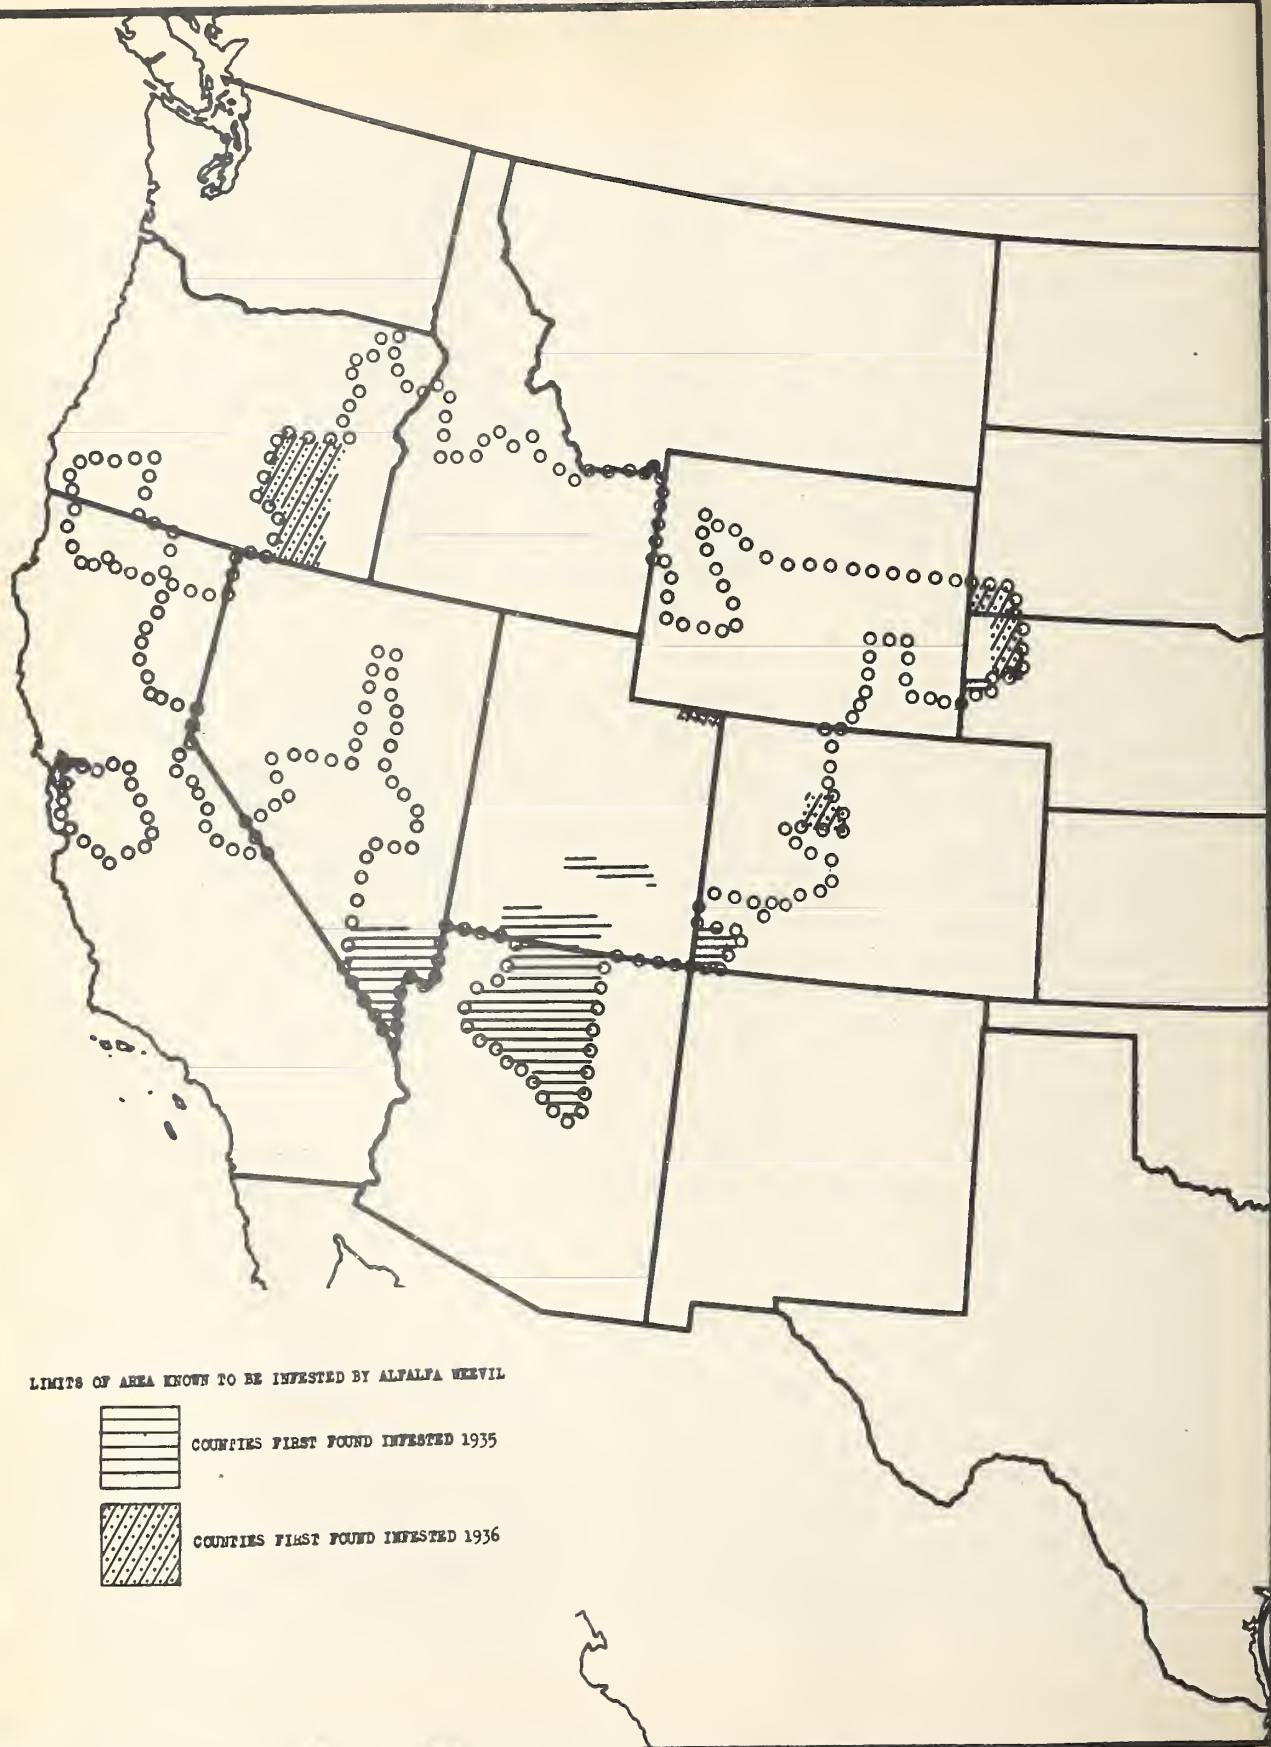 LIMITS OF AREA KNOWN TO BE INFESTED BY ALFALFA WEEVIL
COUNTIES FIRST FOUND INFESTED 1935
COUNTIES FIRST FOUND INFESTED 1936